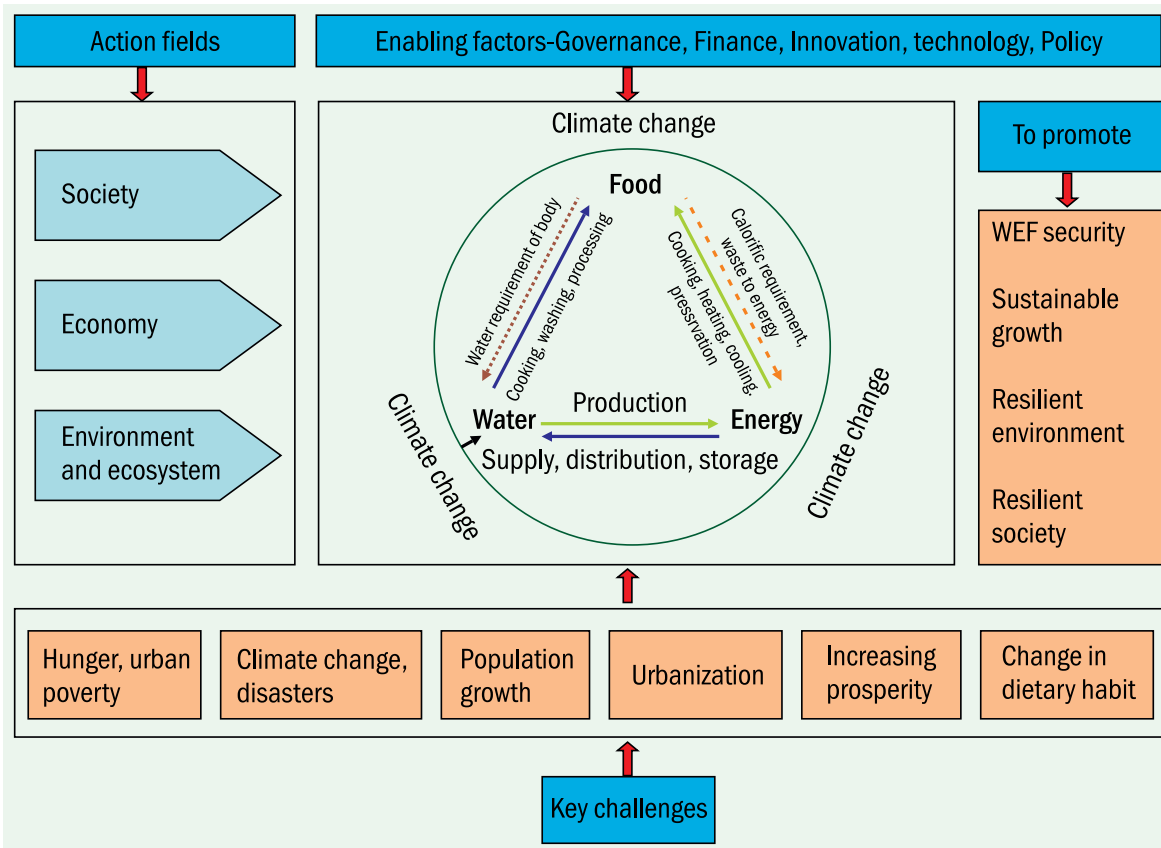 Action fields
Enabling factors-Governance, Finance, Innovation, technology, Policy
Society
Economy
Environment
and ecosystem
Climate change
Food
Water requirement of body
Cooking, washing, processing
Calorific requirement,
waste to energy
Cooking, heating, cooling,
pressrvation
Water
Production
Energy
Supply, distribution, storage
Climate change
Climate change
To promote
WEF security
Sustainable
growth
Resilient
environment
Resilient
society
Hunger, urban
poverty
Climate change,
disasters
Population
growth
Urbanization
Increasing
prosperity
Change in
dietary habit
Key challenges